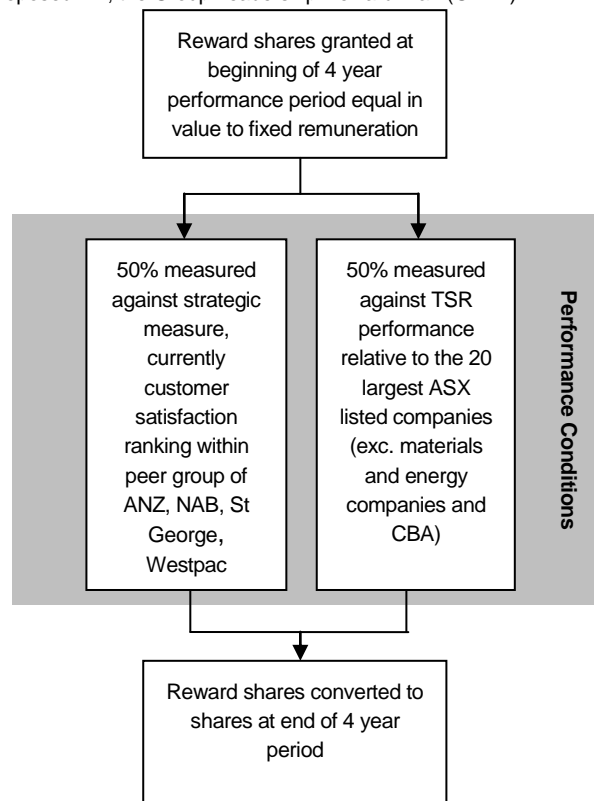 the Group
Reward shares granted at
beginning of 4 year
performance period equal in
value to fixed remuneration
50% measured
against strategic
measure,
currently
customer
satisfaction
ranking within
peer group of
ANZ, NAB, St
George,
Westpac
50% measured
against TSR
performance
relative to the 20
largest ASX
listed companies
(exc. materials
and energy
companies and
CBA)
Performance Conditions
Reward shares converted to
shares at end of 4 year
period